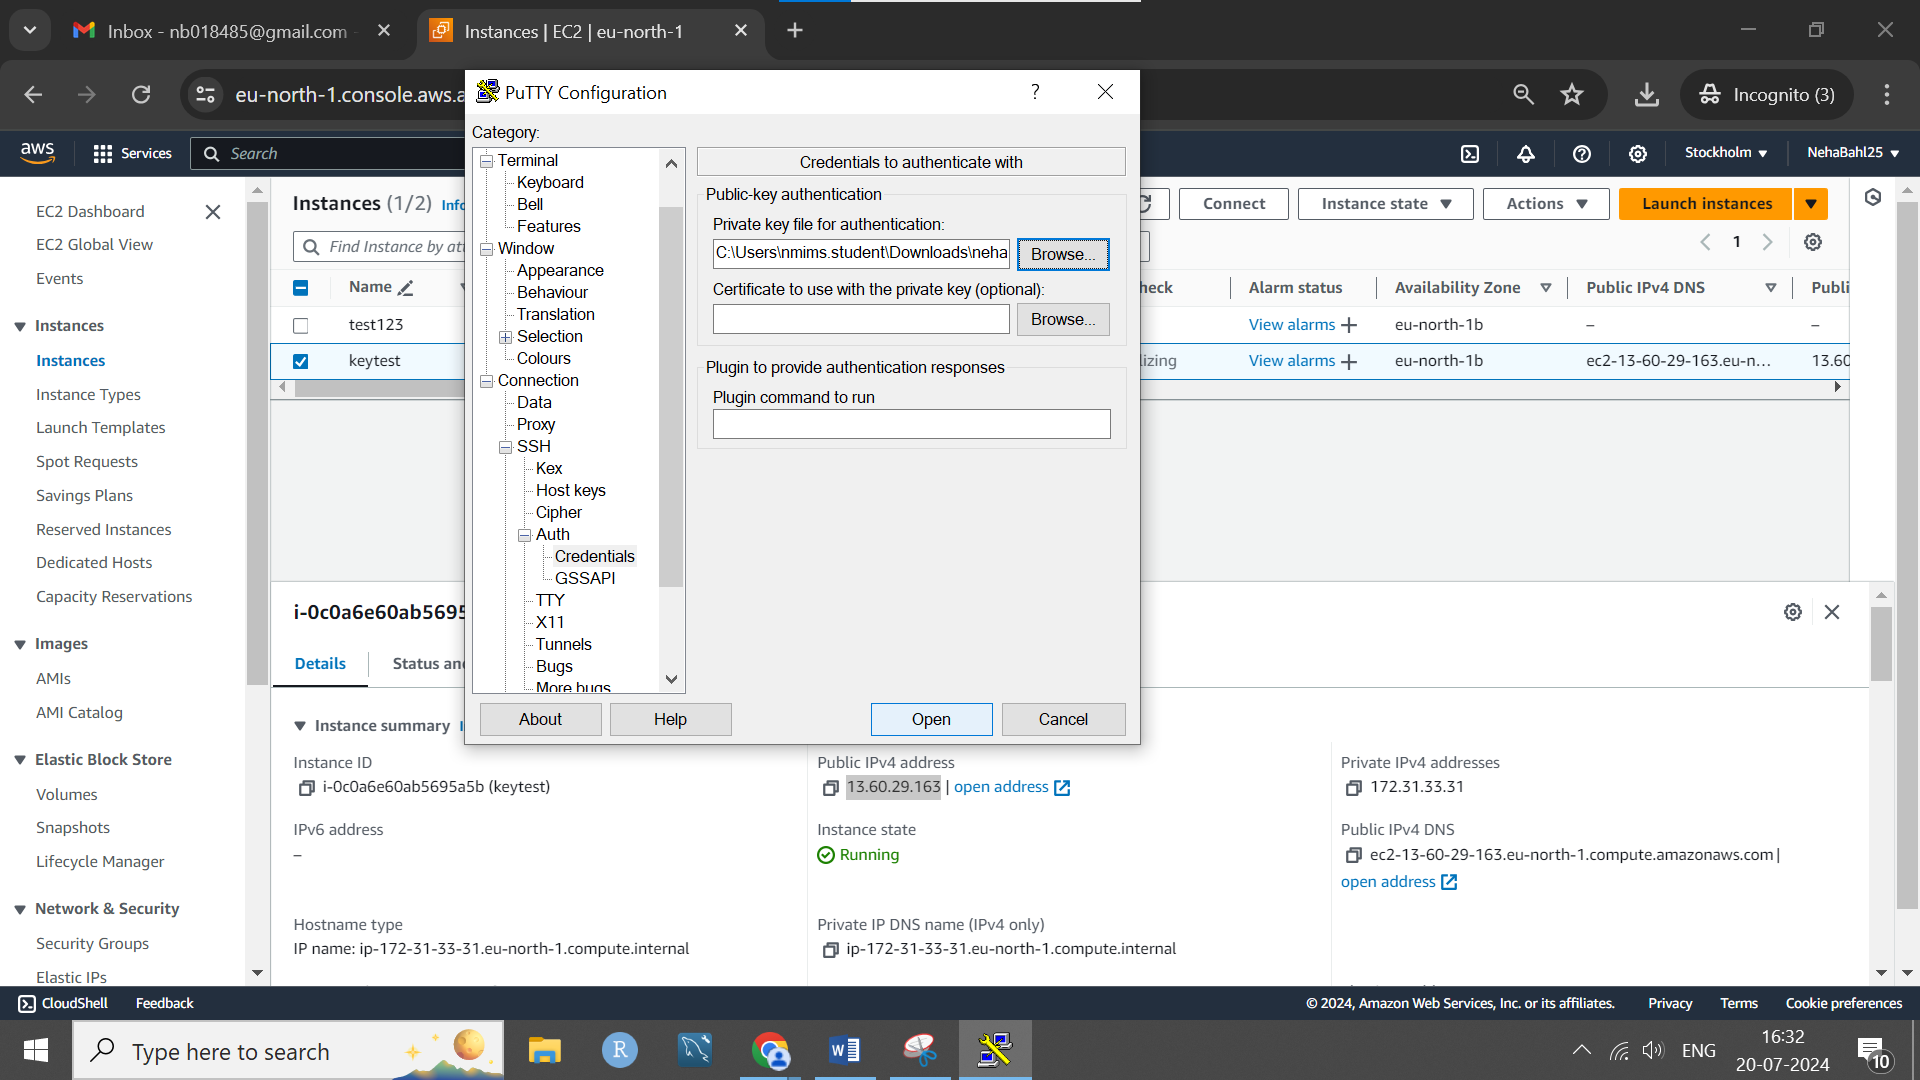 Inbox - nb018485@gmail.com
Instances | EC2 | eu-north-1
eu-north-1.console.aws.a
Incognito (3)
PuTTY Configuration
?
Category:
Terminal
Keyboard
Bell
Features
Window
Appearance
Behaviour
Translation
Selection
Colours
Connection
Data
Proxy
SSH
Kex
Host keys
Cipher
Auth
Credentials
GSSAPI
TTY
X11
Tunnels
Bugs
More bugs
Credentials to authenticate with
Public-key authentication
Private key file for authentication:
C:\Users\nmims.student\Downloads\neha
Browse...
Certificate to use with the private key (optional):
Browse...
Plugin to provide authentication responses
Plugin command to run
About
Help
Open
Cancel
aws
Services
Search
Stockholm
NehaBahl25
EC2 Dashboard
EC2 Global View
Events
Instances
Instances
Instance Types
Launch Templates
Spot Requests
Savings Plans
Reserved Instances
Dedicated Hosts
Capacity Reservations
Images
AMIs
AMI Catalog
Elastic Block Store
Volumes
Snapshots
Lifecycle Manager
Network & Security
Security Groups
Elastic IPs
Instances (1/2) Info
Connect
Instance state
Actions
Launch instances
Find Instance by att
1
Name
heck
Alarm status
Availability Zone
Public IPv4 DNS
Publi
test123
View alarms
eu-north-1b
–
–
keytest
lizing
View alarms
eu-north-1b
ec2-13-60-29-163.eu-n...
13.60
i-0c0a6e60ab5695
Details
Status an
Instance summary
Instance ID
i-0c0a6e60ab5695a5b (keytest)
Public IPv4 address
13.60.29.163 | open address
Private IPv4 addresses
172.31.33.31
IPv6 address
–
Instance state
Running
Public IPv4 DNS
ec2-13-60-29-163.eu-north-1.compute.amazonaws.com |
open address
Hostname type
IP name: ip-172-31-33-31.eu-north-1.compute.internal
Private IP DNS name (IPv4 only)
ip-172-31-33-31.eu-north-1.compute.internal
CloudShell
Feedback
© 2024, Amazon Web Services, Inc. or its affiliates.
Privacy
Terms
Cookie preferences
Type here to search
R
W
ENG
16:32
20-07-2024
10